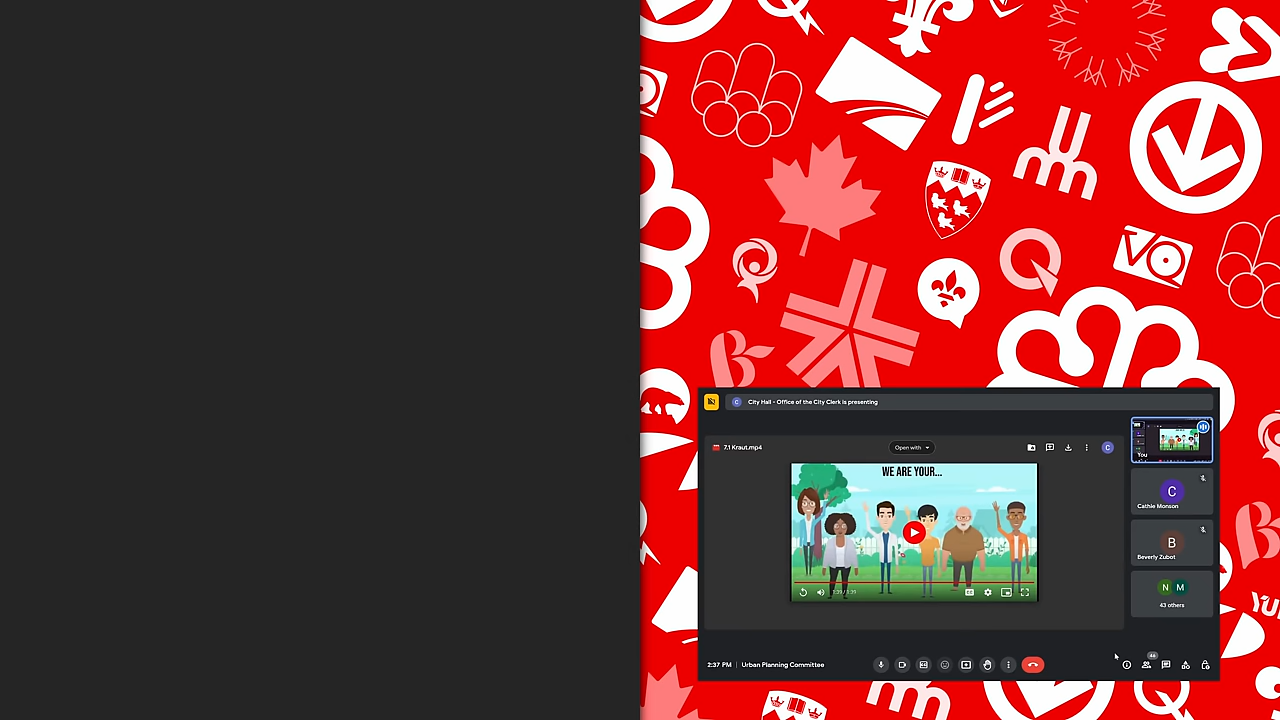 VQ
City Hall - Office of the City Clerk is presenting
C
7.1 Kraut.mp4
Open with
C
WE ARE YOUR...
You
C
Cathie Monson
B
Beverly Zubot
N M
43 others
2:37 PM | Urban Planning Committee